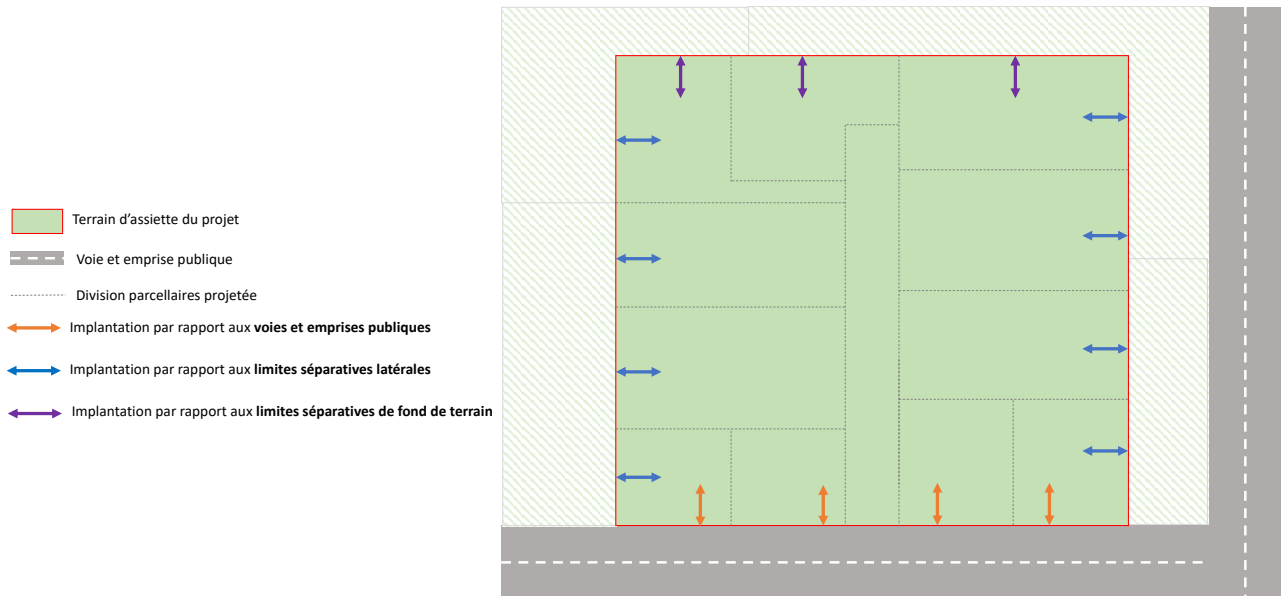 Terrain d'assiette du projet
Voie et emprise publique
Division parcellaires projetée
Implantation par rapport aux voies et emprises publiques
Implantation par rapport aux limites séparatives latérales
Implantation par rapport aux limites séparatives de fond de terrain